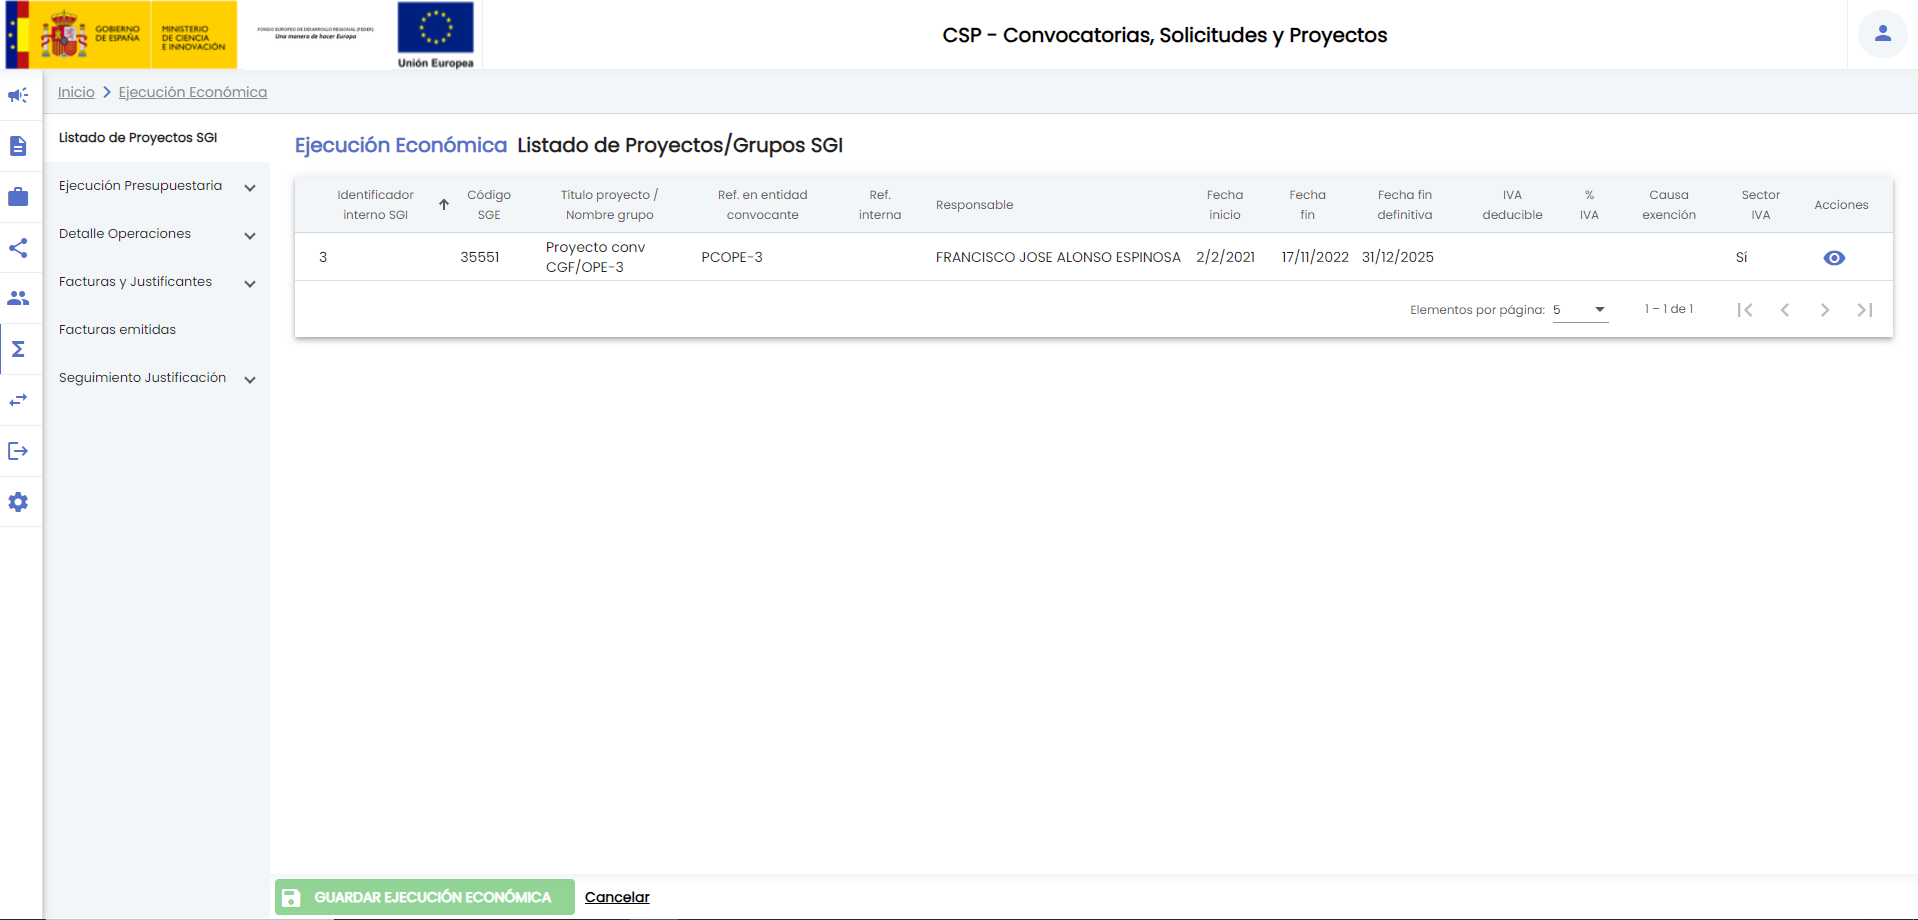 GOBIERNO
DE ESPAÑA
MINISTERIO
DE CIENCIA
E INNOVACIÓN
FONDO EUROPEO DE DESARROLLO REGIONAL (FEDER)
Una manera de hacer Europa
Unión Europea
CSP - Convocatorias, Solicitudes y Proyectos
Inicio
Ejecución Económica
Listado de Proyectos SGI
Ejecución Presupuestaria
Detalle Operaciones
Facturas y Justificantes
Facturas emitidas
Seguimiento Justificación
Ejecución Económica Listado de Proyectos/Grupos SGI
Identificador
interno SGI
Código
SGE
Título proyecto /
Nombre grupo
Ref. en entidad
convocante
Ref.
interna
Responsable
Fecha
inicio
Fecha
fin
Fecha fin
definitiva
IVA
deducible
%
IVA
Causa
exención
Sector
IVA
Acciones
3
35551
Proyecto conv
CGF/OPE-3
PCOPE-3
FRANCISCO JOSE ALONSO ESPINOSA
2/2/2021
17/11/2022
31/12/2025
Sí
Elementos por página: 5
1 – 1 de 1
GUARDAR EJECUCIÓN ECONÓMICA
Cancelar